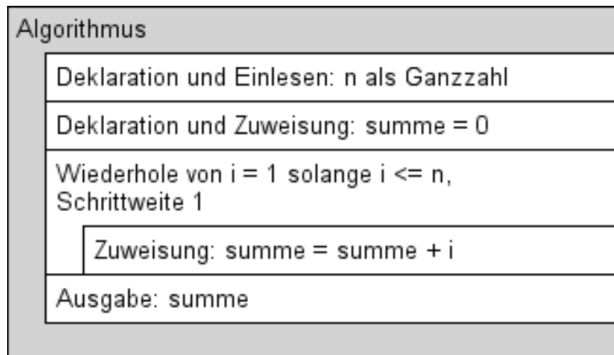 Algorithmus
Deklaration und Einlesen: n als Ganzzahl
Deklaration und Zuweisung: summe = 0
Wiederhole von i = 1 solange i <= n,
Schrittweite 1
Zuweisung: summe = summe + i
Ausgabe: summe